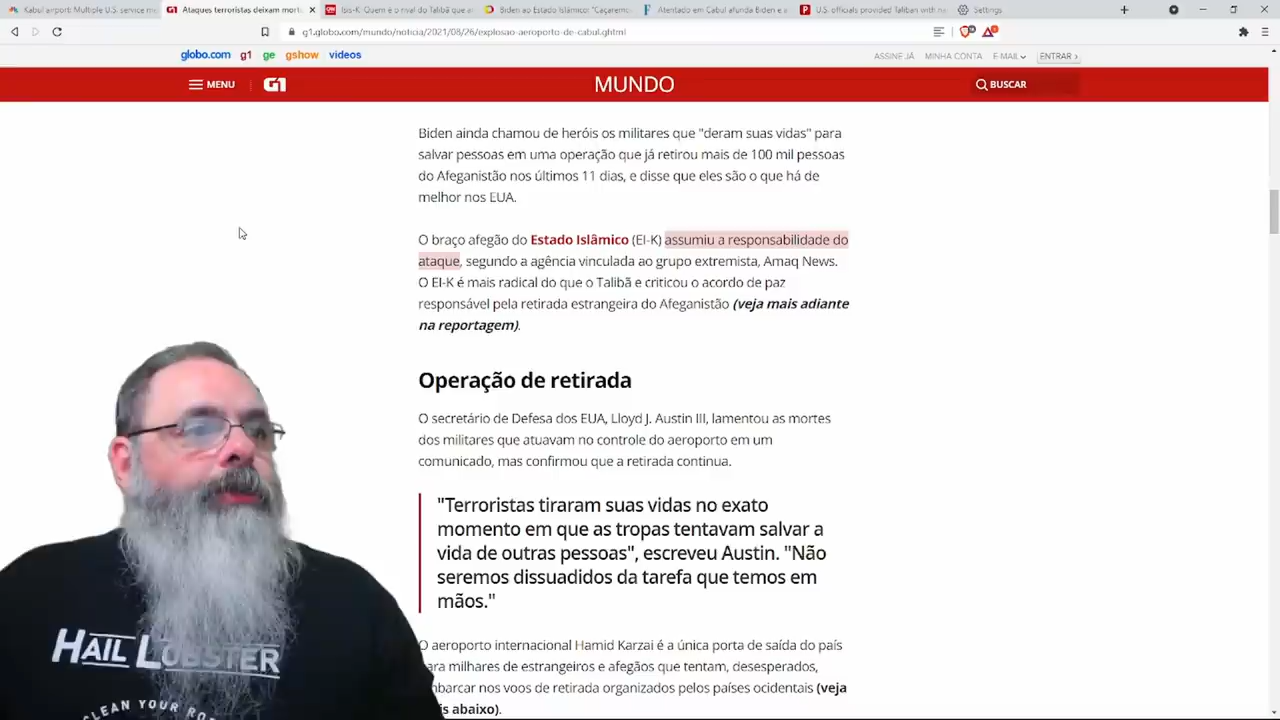 Kabul airport: Multiple U.S. service me
G1 Ataques terroristas deixam mort
Isis-K: Quem é o rival do Talibã que at
Biden ao Estado Islâmico: "Caçaremo
Atentado em Cabul afunda Biden e a
U.S. officials provided Taliban with na
Settings
g1.globo.com/mundo/noticia/2021/08/26/explosao-aeroporto-de-cabul.ghtml
globo.com g1 ge gshow videos
ASSINE JÁ MINHA CONTA E-MAIL ENTRAR ›
MENU G1 MUNDO BUSCAR
Biden ainda chamou de heróis os militares que "deram suas vidas" para
salvar pessoas em uma operação que já retirou mais de 100 mil pessoas
do Afeganistão nos últimos 11 dias, e disse que eles são o que há de
melhor nos EUA.
O braço afegão do Estado Islâmico (EI-K) assumiu a responsabilidade do
ataque, segundo a agência vinculada ao grupo extremista, Amaq News.
O EI-K é mais radical do que o Talibã e criticou o acordo de paz
responsável pela retirada estrangeira do Afeganistão (veja mais adiante
na reportagem).
Operação de retirada
O secretário de Defesa dos EUA, Lloyd J. Austin III, lamentou as mortes
dos militares que atuavam no controle do aeroporto em um
comunicado, mas confirmou que a retirada continua.
"Terroristas tiraram suas vidas no exato
momento em que as tropas tentavam salvar a
vida de outras pessoas", escreveu Austin. "Não
seremos dissuadidos da tarefa que temos em
mãos."
O aeroporto internacional Hamid Karzai é a única porta de saída do país
para milhares de estrangeiros e afegãos que tentam, desesperados,
mbarcar nos voos de retirada organizados pelos países ocidentais (veja
is abaixo).
HAIL LOBSTER
CLEAN YOUR RO